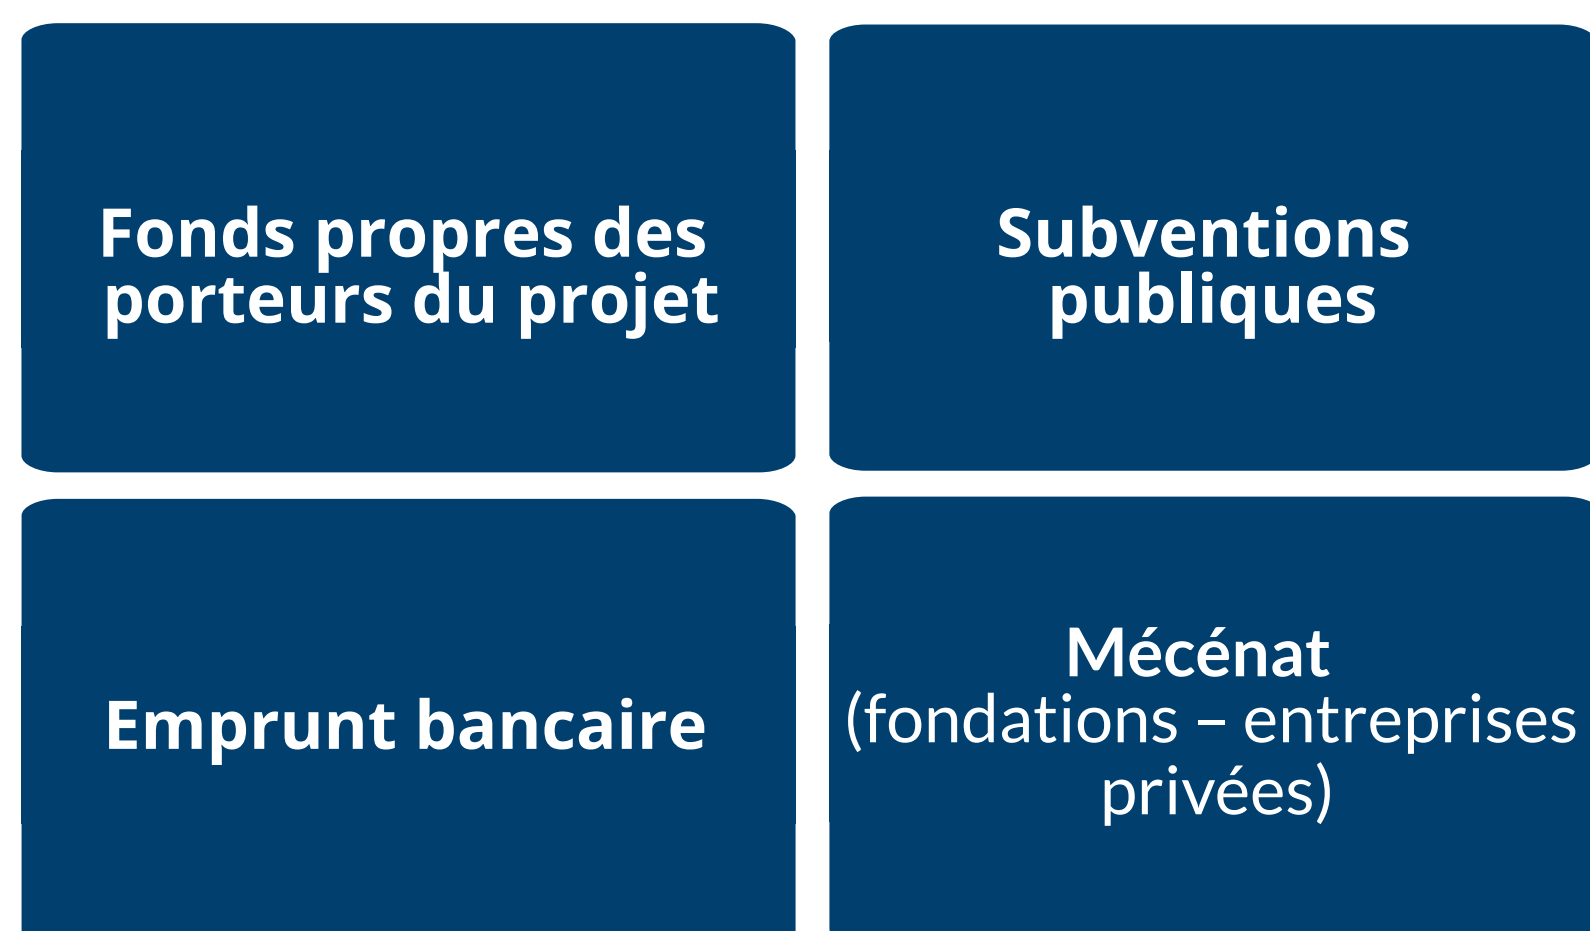 Fonds propres des
porteurs du projet
Subventions
publiques
Emprunt bancaire
Mécénat
(fondations – entreprises
privées)